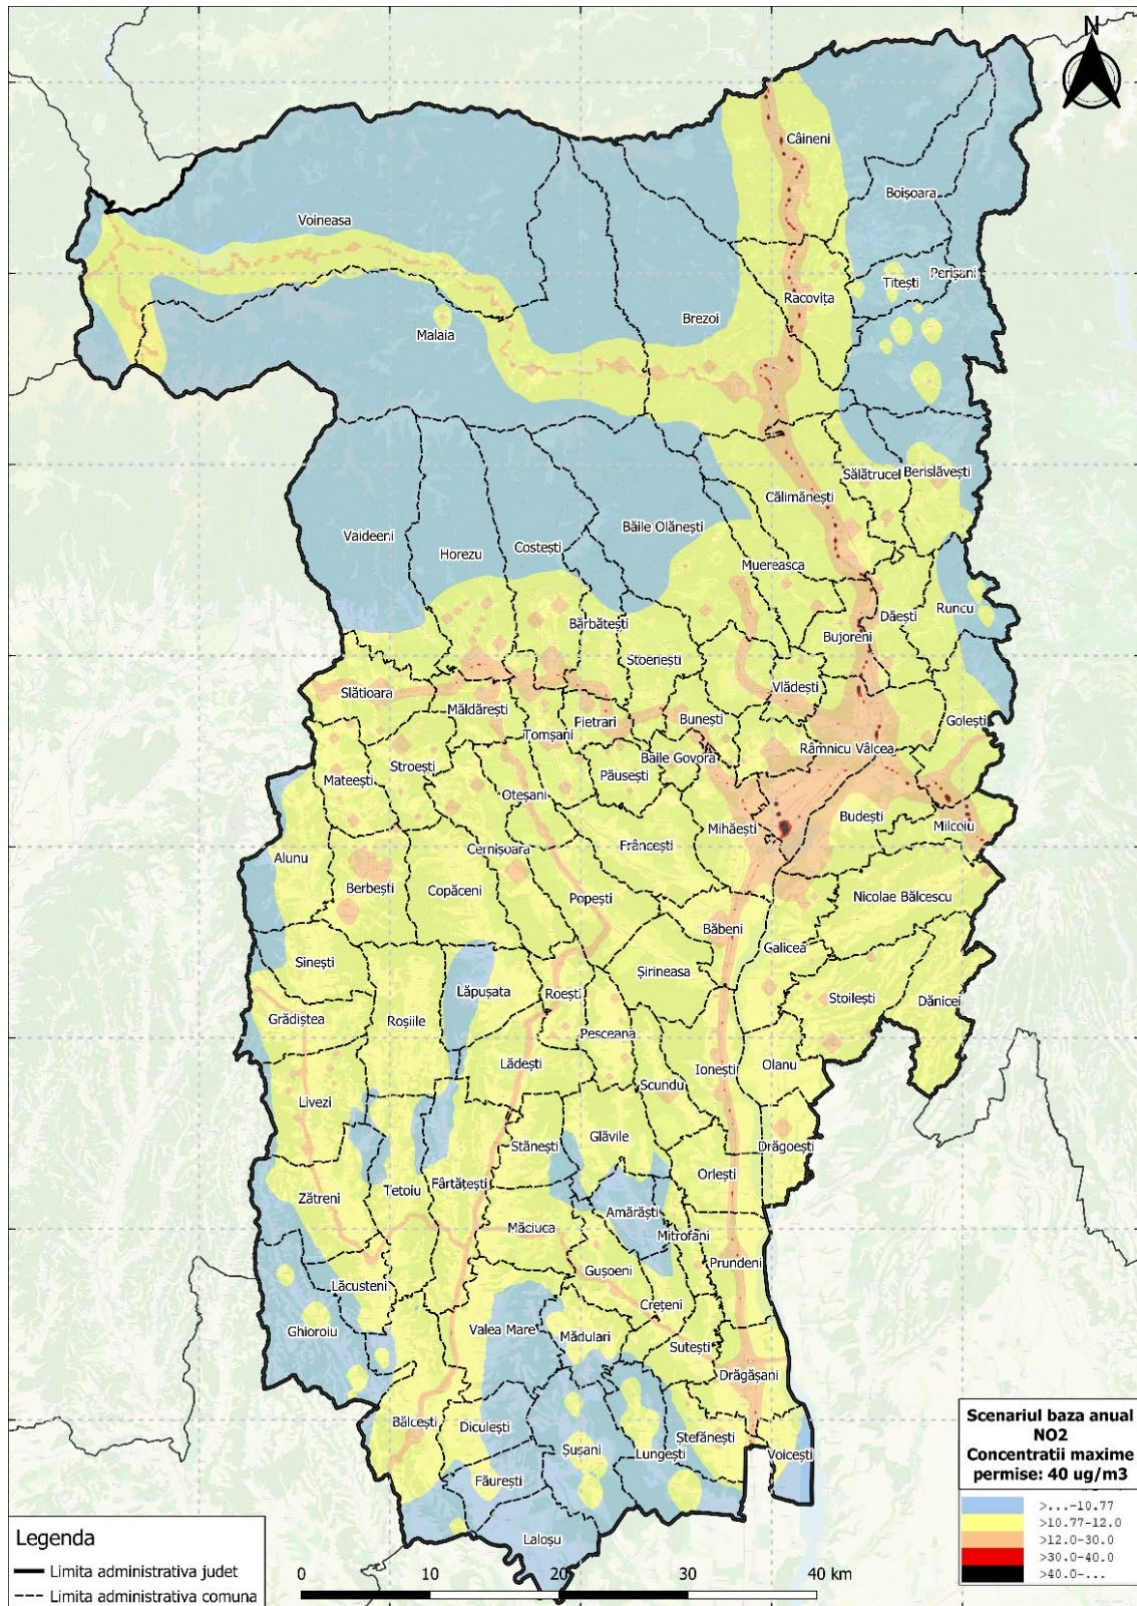 N
Câineni
Boișoara
Voineasa
Titești
Perișani
Racovița
Brezoi
Malaia
Sălătrucel
Berislăvești
Călimănești
Băile Olănești
Vaideeni
Costești
Horezu
Muereasca
Runcu
Dăești
Bărbătești
Bujoreni
Stoenești
Vlădești
Slătioara
Măldărești
Pietrari
Bunești
Golești
Tomșani
Râmnicu Vâlcea
Baile Govora
Stroești
Mateești
Păusești
Oteșani
Budești
Mihăești
Milcoiu
Frâncești
Cernișoara
Alunu
Berbești
Copăceni
Popești
Nicolae Bălcescu
Băbeni
Galicea
Sinești
Șirineasa
Lăpușata
Roești
Stoilești
Dănicei
Grădiștea
Roșiile
Pesceana
Lădești
Ionești
Olanu
Scundu
Livezi
Glăvile
Stănești
Drăgoești
Orlești
Fârtățești
Tetoiu
Zătreni
Amărăști
Măciuca
Mitrofani
Prundeni
Gușoeni
Lăcusteni
Crețeni
Ghioroiu
Valea Mare
Mădulari
Sutești
Drăgășani
Bălcești
Diculești
Ștefănești
Șușani
Lungești
Voicești
Făurești
Laloșu
Scenariul baza anual
NO2
Concentratii maxime
permise: 40 ug/m3
>...-10.77
>10.77-12.0
>12.0-30.0
>30.0-40.0
>40.0-...
Legenda
Limita administrativa judet
Limita administrativa comuna
0 10 20 30 40 km